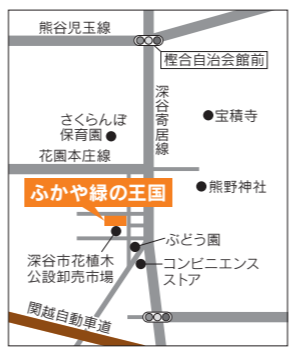 熊谷児玉線
樫合自治会館前
深谷寄居線
さくらんぼ
保育園
宝積寺
花園本庄線
ふかや緑の王国
熊野神社
ぶどう園
深谷市花植木
公設卸売市場
コンビニエンス
ストア
関越自動車道